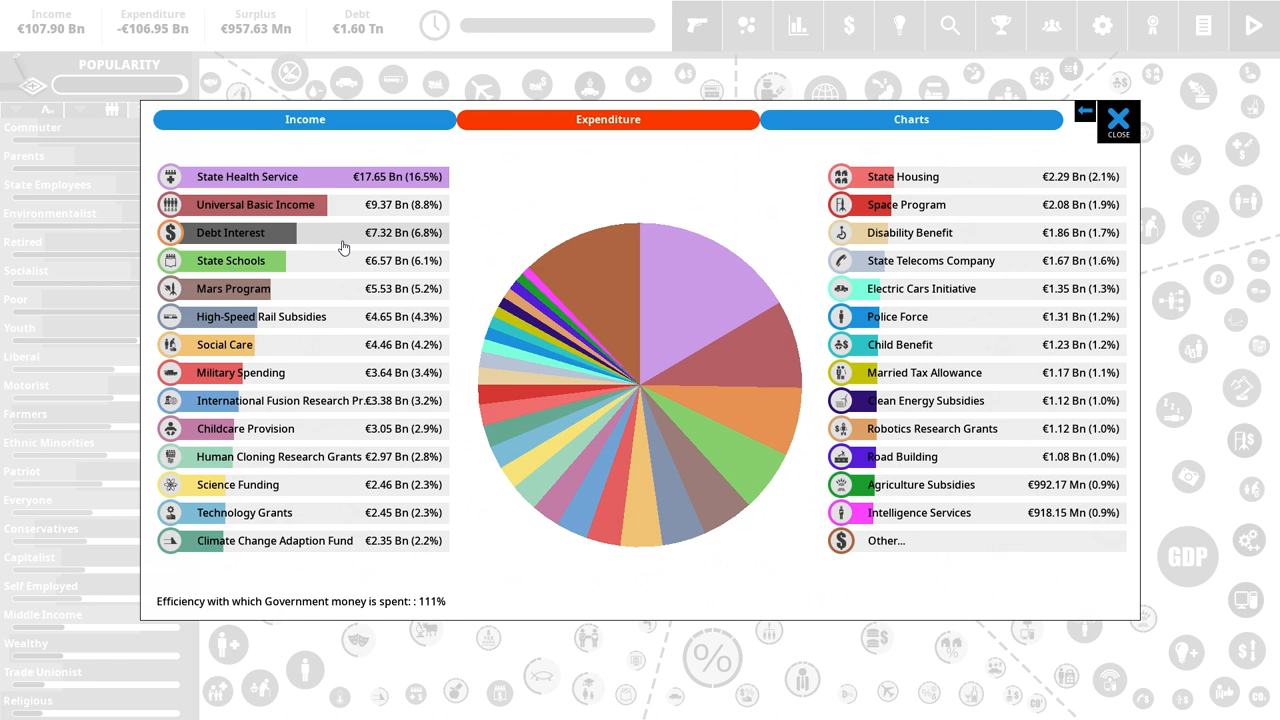 Income
€107.90 Bn
Expenditure
-€106.95 Bn
Surplus
€957.63 Mn
Debt
€1.60 Tn
POPULARITY
Commuter
Parents
State Employees
Environmentalist
Retired
Socialist
Poor
Youth
Liberal
Motorist
Farmers
Ethnic Minorities
Patriot
Everyone
Conservatives
Capitalist
Self Employed
Middle Income
Wealthy
Trade Unionist
Religious
Income
Expenditure
Charts
CLOSE
State Health Service €17.65 Bn (16.5%)
Universal Basic Income €9.37 Bn (8.8%)
Debt Interest €7.32 Bn (6.8%)
State Schools €6.57 Bn (6.1%)
Mars Program €5.53 Bn (5.2%)
High-Speed Rail Subsidies €4.65 Bn (4.3%)
Social Care €4.46 Bn (4.2%)
Military Spending €3.64 Bn (3.4%)
International Fusion Research Pr. €3.38 Bn (3.2%)
Childcare Provision €3.05 Bn (2.9%)
Human Cloning Research Grants €2.97 Bn (2.8%)
Science Funding €2.46 Bn (2.3%)
Technology Grants €2.45 Bn (2.3%)
Climate Change Adaption Fund €2.35 Bn (2.2%)
State Housing €2.29 Bn (2.1%)
Space Program €2.08 Bn (1.9%)
Disability Benefit €1.86 Bn (1.7%)
State Telecoms Company €1.67 Bn (1.6%)
Electric Cars Initiative €1.35 Bn (1.3%)
Police Force €1.31 Bn (1.2%)
Child Benefit €1.23 Bn (1.2%)
Married Tax Allowance €1.17 Bn (1.1%)
Clean Energy Subsidies €1.12 Bn (1.0%)
Robotics Research Grants €1.12 Bn (1.0%)
Road Building €1.08 Bn (1.0%)
Agriculture Subsidies €992.17 Mn (0.9%)
Intelligence Services €918.15 Mn (0.9%)
Other...
Efficiency with which Government money is spent: : 111%
GDP